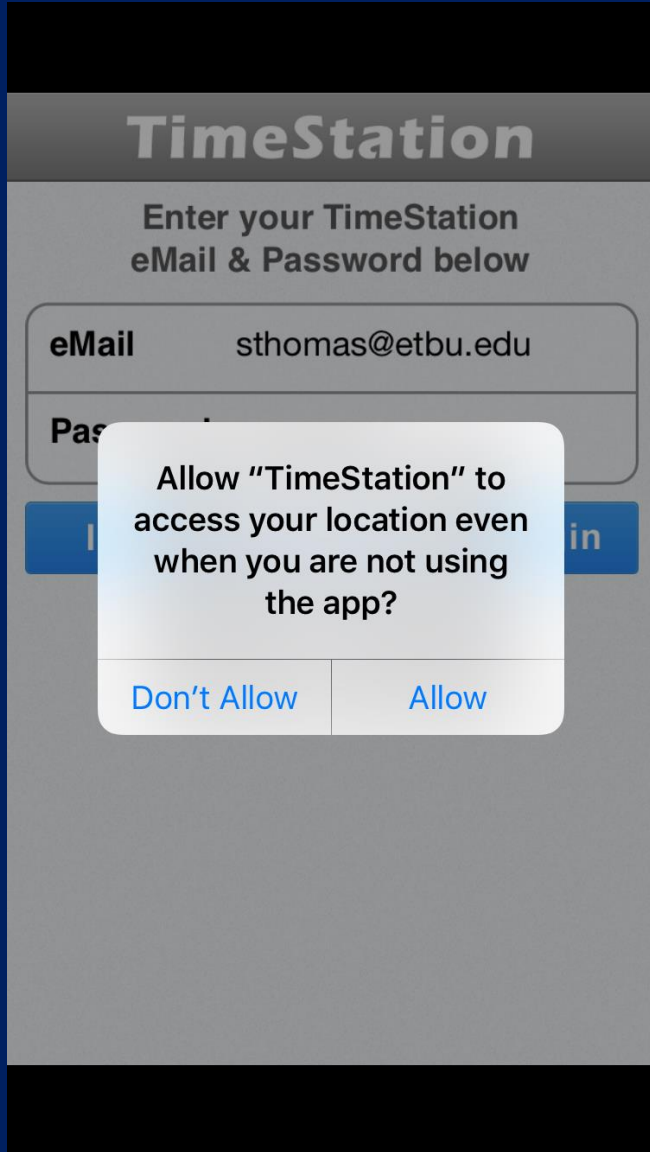 TimeStation
Enter your TimeStation
eMail & Password below
eMail sthomas@etbu.edu
Allow "TimeStation" to
access your location even
when you are not using
the app?
in
Don't Allow Allow